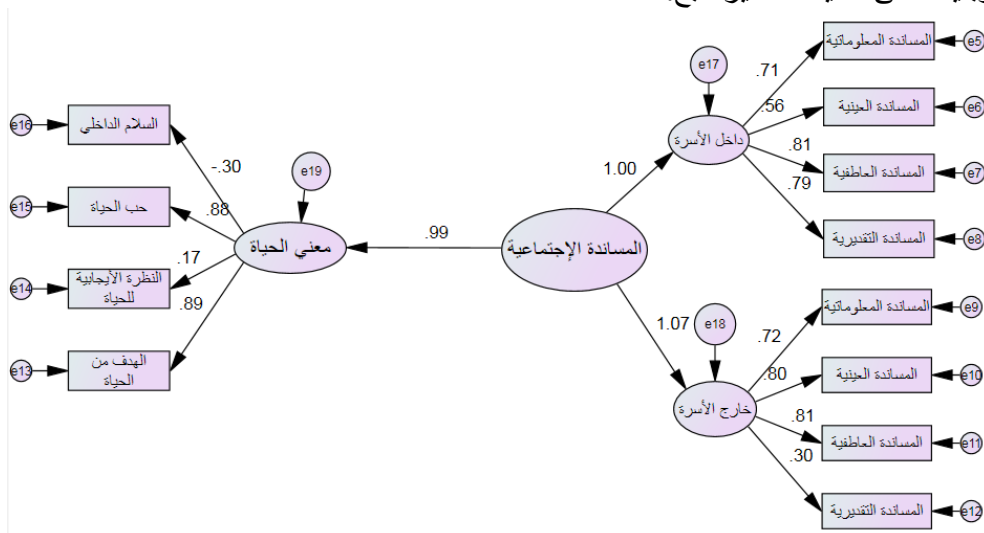 المساندة المعلوماتية
e5
.71
e17
.56
المساندة العينية
e6
داخل الأسرة
.81
المساندة العاطفية
e7
.79
المساندة التقديرية
e8
1.00
المساندة الإجتماعية
1.07
e18
خارج الأسرة
.72
المساندة المعلوماتية
e9
.80
المساندة العينية
e10
.81
المساندة العاطفية
e11
.30
المساندة التقديرية
e12
.99
معني الحياة
e19
-.30
السلام الداخلي
e16
.88
حب الحياة
e15
.17
النظرة الأيجابية
للحياة
e14
.89
الهدف من
الحياة
e13